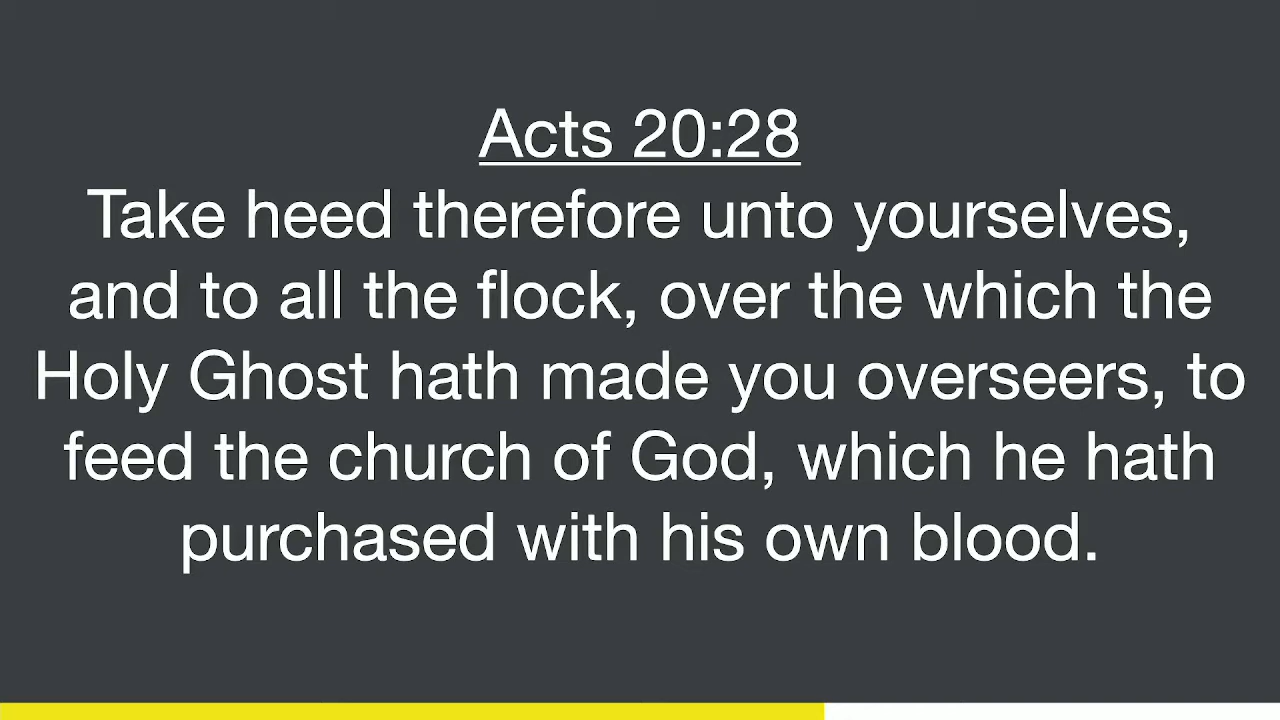 Acts 20:28
Take heed therefore unto yourselves,
and to all the flock, over the which the
Holy Ghost hath made you overseers, to
feed the church of God, which he hath
purchased with his own blood.